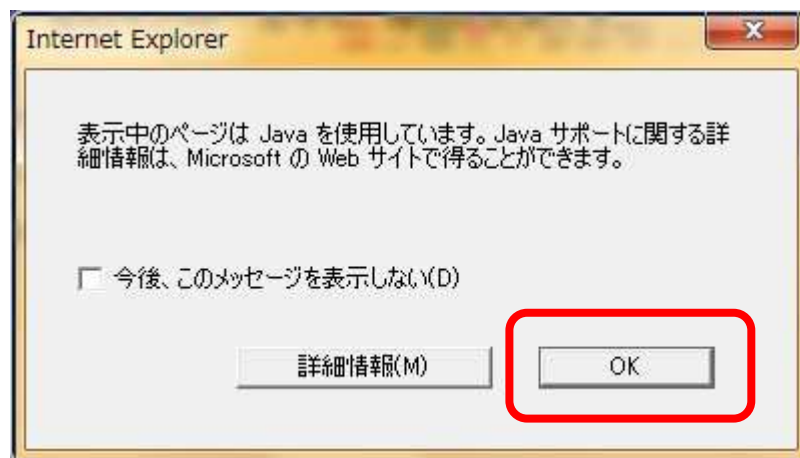 Internet Explorer
表示中のページは Java を使用しています。Java サポートに関する詳
細情報は、Microsoft の Web サイトで得ることができます。
今後、このメッセージを表示しない(D)
詳細情報(M)
OK